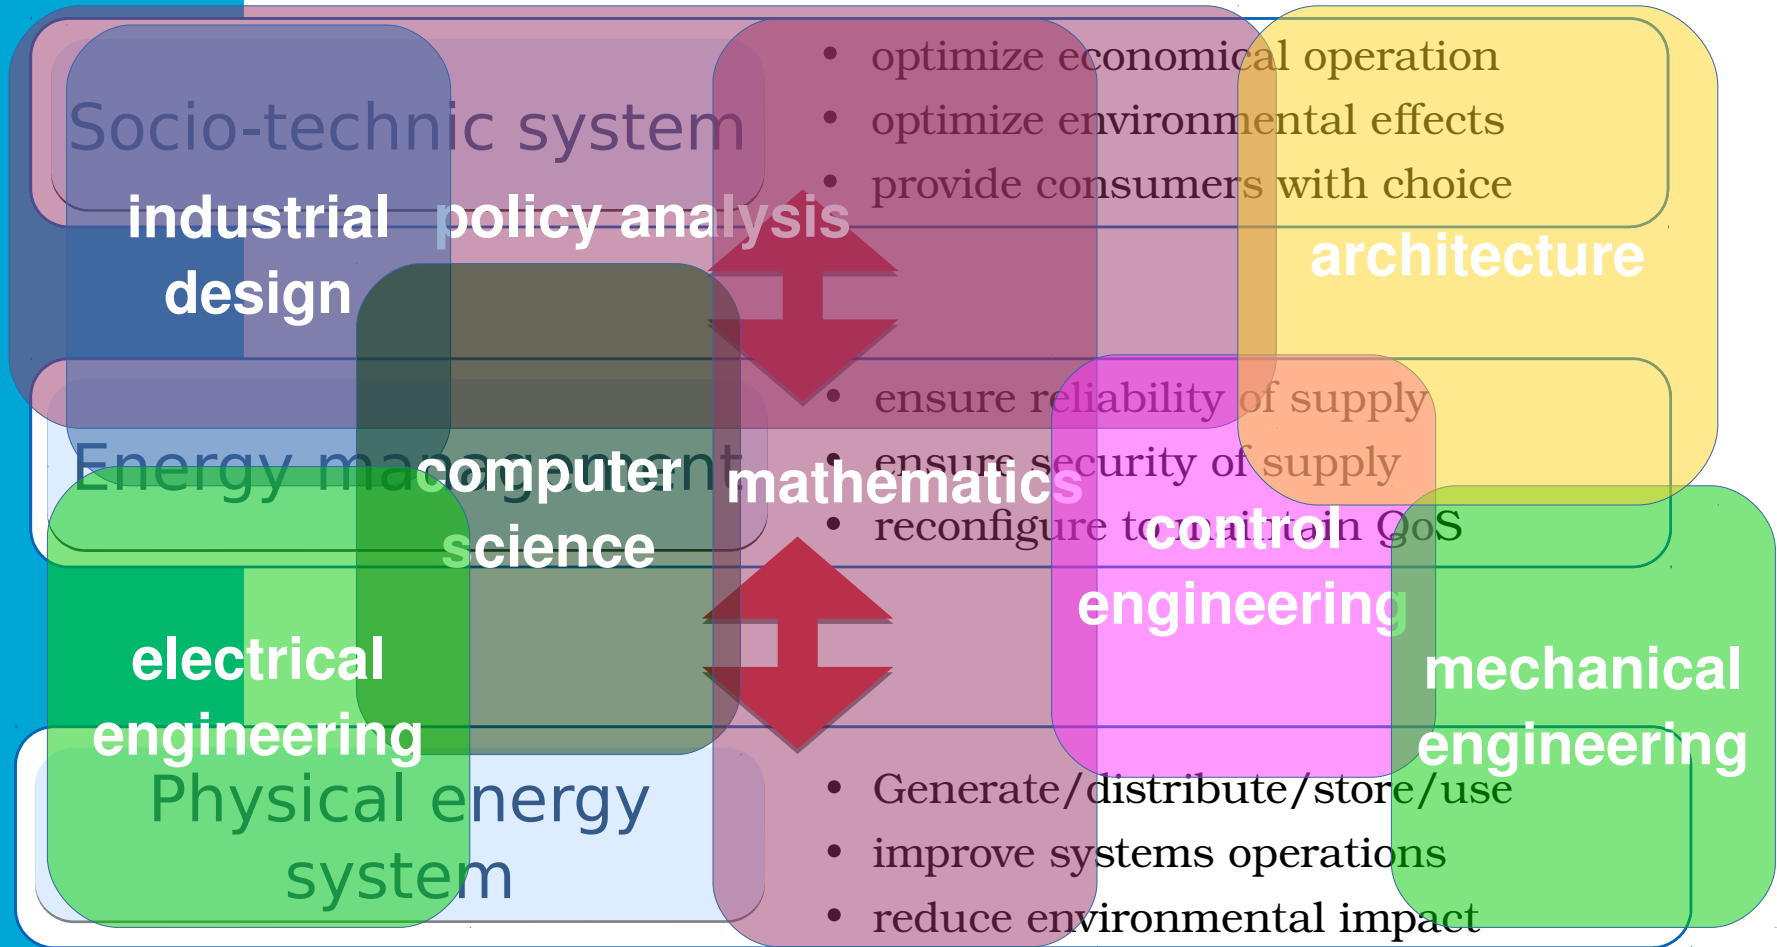 Socio-technic system
• optimize economical operation
• optimize environmental effects
• provide consumers with choice
industrial
design
policy analysis
architecture
Energy management
• ensure reliability of supply
• ensure security of supply
• reconfigure to maintain QoS
computer
science
mathematics
control
engineering
electrical
engineering
mechanical
engineering
Physical energy
system
• Generate/distribute/store/use
• improve systems operations
• reduce environmental impact